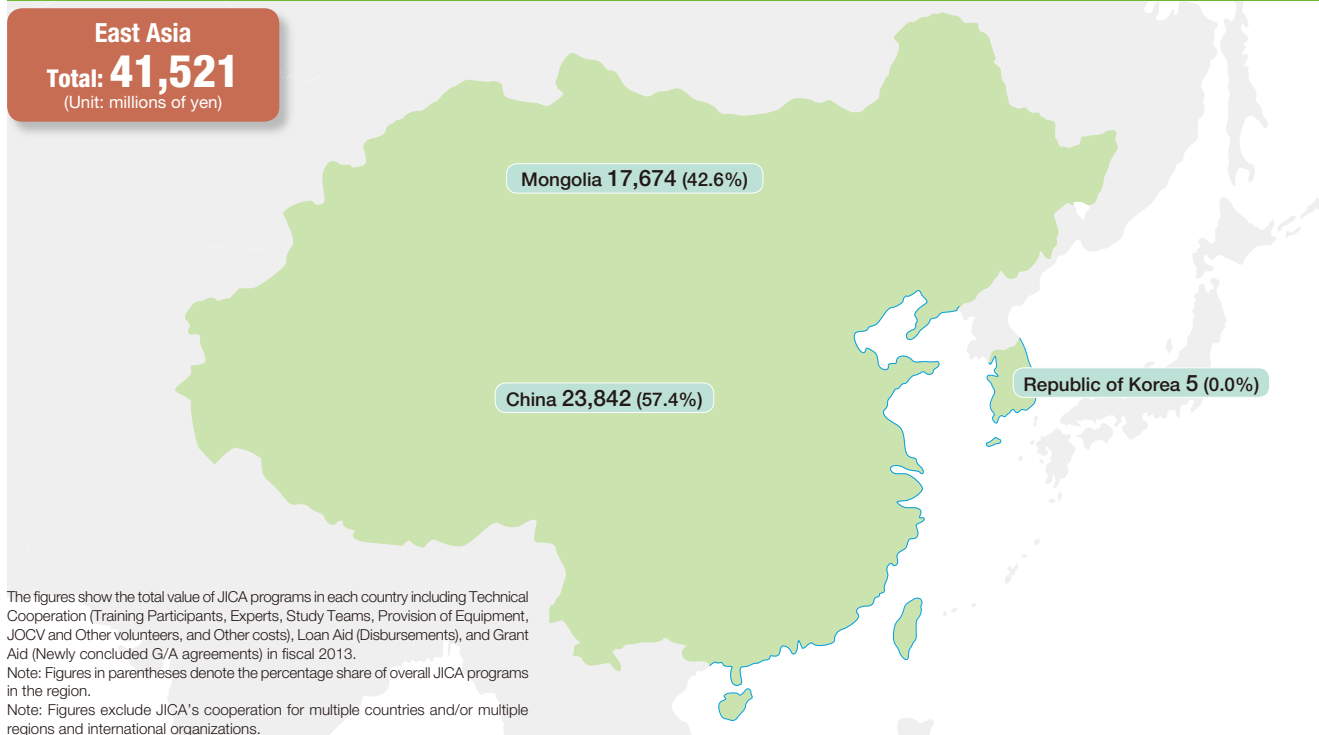 East Asia
Total: 41,521
(Unit: millions of yen)
Mongolia 17,674 (42.6%)
Republic of Korea 5 (0.0%)
China 23,842 (57.4%)
The figures show the total value of JICA programs in each country including Technical
Cooperation (Training Participants, Experts, Study Teams, Provision of Equipment,
JOCV and Other volunteers, and Other costs), Loan Aid (Disbursements), and Grant
Aid (Newly concluded G/A agreements) in fiscal 2013.
Note: Figures in parentheses denote the percentage share of overall JICA programs
in the region.
Note: Figures exclude JICA's cooperation for multiple countries and/or multiple
regions and international organizations.